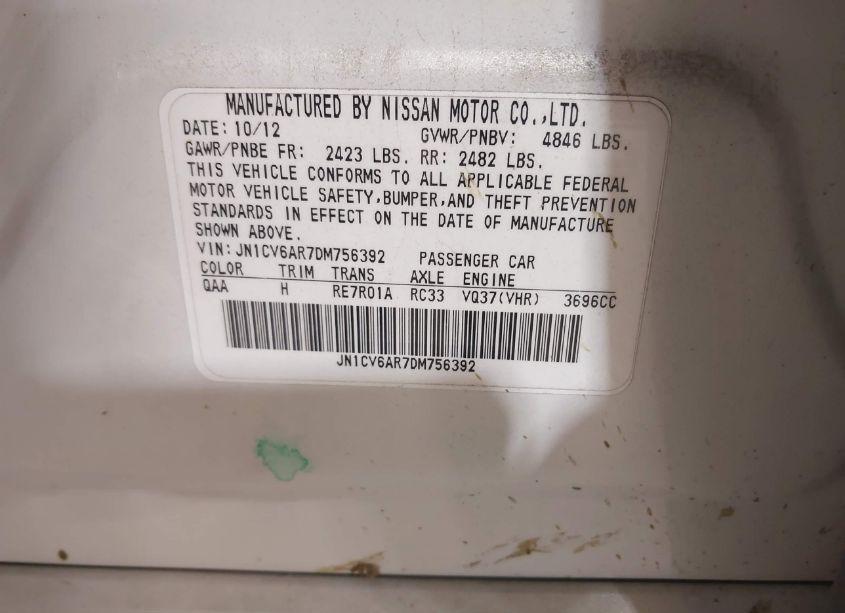 MANUFACTURED BY NISSAN MOTOR CO.,LTD.
DATE: 10/12 GVWR/PNBV: 4846 LBS.
GAWR/PNBE FR: 2423 LBS. RR: 2482 LBS.
THIS VEHICLE CONFORMS TO ALL APPLICABLE FEDERAL
MOTOR VEHICLE SAFETY,BUMPER,AND THEFT PREVENTION
STANDARDS IN EFFECT ON THE DATE OF MANUFACTURE
SHOWN ABOVE.
VIN: JN1CV6AR7DM756392 PASSENGER CAR
COLOR TRIM TRANS AXLE ENGINE
QAA H RE7R01A RC33 VQ37(VHR) 3696CC
JN1CV6AR7DM756392